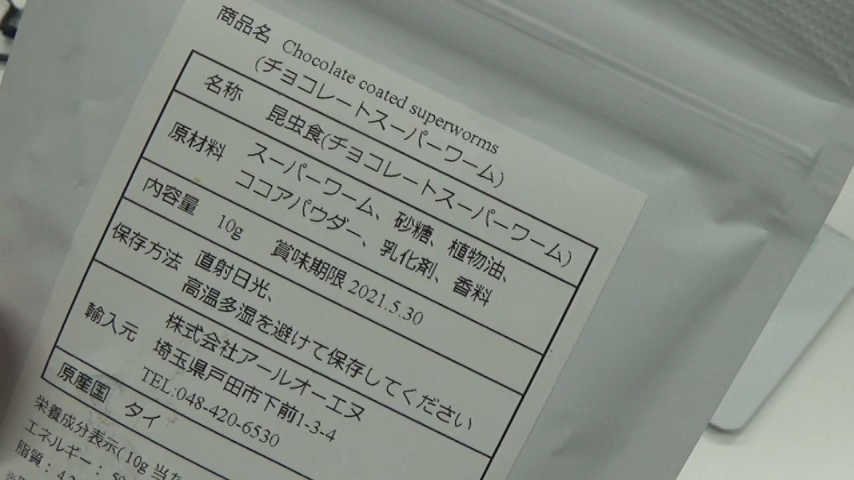 商品名 Chocolate coated superworms
(チョコレートスーパーワーム)
名称 昆虫食(チョコレートスーパーワーム)
原材料 スーパーワーム、砂糖、植物油、
ココアパウダー、乳化剤、香料
内容量 10g 賞味期限 2021.5.30
保存方法 直射日光、
高温多湿を避けて保存してください
輸入元 株式会社アールオーエヌ
埼玉県戸田市下前1-3-4
TEL:048-420-6530
原産国 タイ
栄養成分表示(10g 当た
エネルギー:
脂質: